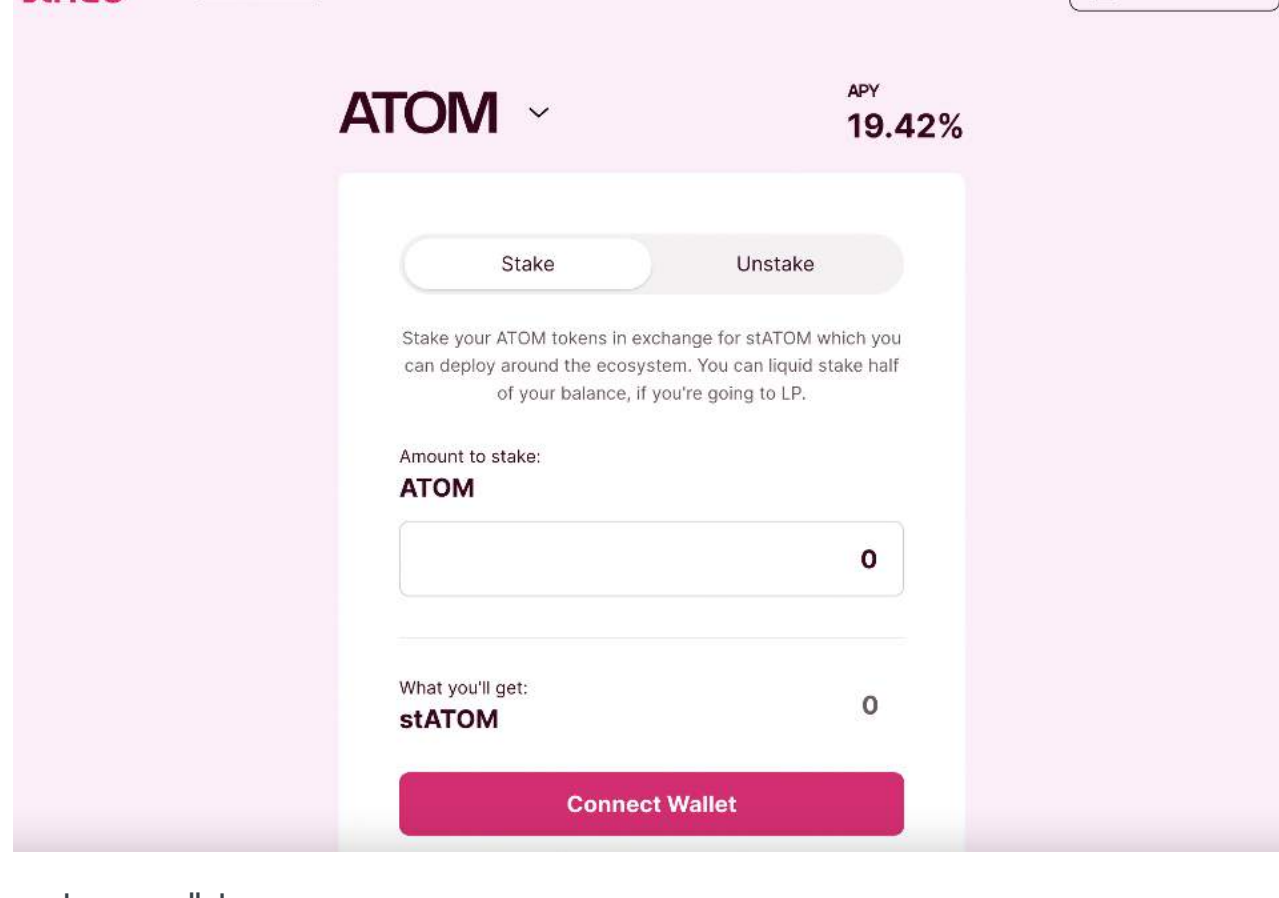 ATOM
APY
19.42%
Stake
Unstake
Stake your ATOM tokens in exchange for stATOM which you
can deploy around the ecosystem. You can liquid stake half
of your balance, if you're going to LP.
Amount to stake:
ATOM
0
What you'll get:
stATOM
0
Connect Wallet